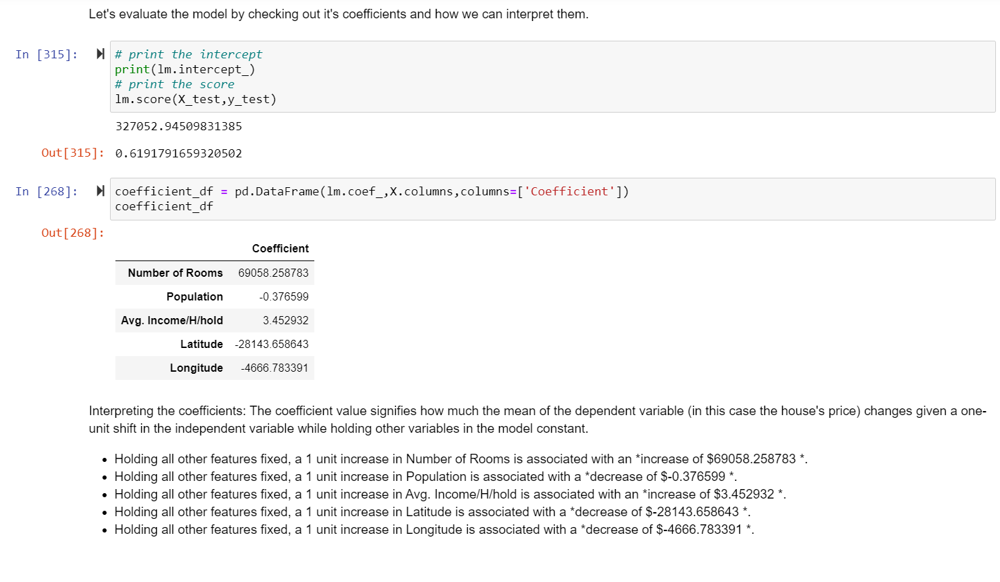 Let's evaluate the model by checking out it's coefficients and how we can interpret them.
In [315]:
# print the intercept
print(lm.intercept_)
# print the score
lm.score(X_test,y_test)
327052.94509831385
Out[315]: 0.6191791659320502
In [268]:
coefficient_df = pd.DataFrame(lm.coef_,X.columns,columns=['Coefficient'])
coefficient_df
Out[268]:
Coefficient
Number of Rooms 69058.258783
Population -0.376599
Avg. Income/H/hold 3.452932
Latitude -28143.658643
Longitude -4666.783391
Interpreting the coefficients: The coefficient value signifies how much the mean of the dependent variable (in this case the house's price) changes given a one-
unit shift in the independent variable while holding other variables in the model constant.
• Holding all other features fixed, a 1 unit increase in Number of Rooms is associated with an *increase of $69058.258783 *.
• Holding all other features fixed, a 1 unit increase in Population is associated with a *decrease of $-0.376599 *.
• Holding all other features fixed, a 1 unit increase in Avg. Income/H/hold is associated with an *increase of $3.452932 *.
• Holding all other features fixed, a 1 unit increase in Latitude is associated with a *decrease of $-28143.658643 *.
• Holding all other features fixed, a 1 unit increase in Longitude is associated with a *decrease of $-4666.783391 *.